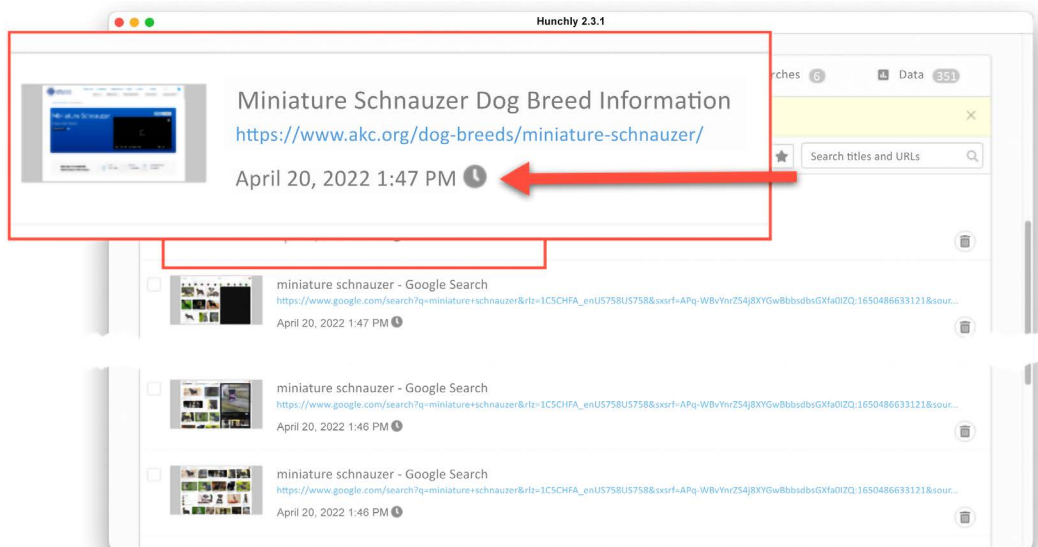 Hunchly 2.3.1
rches 6 Data 351
Miniature Schnauzer Dog Breed Information
https://www.akc.org/dog-breeds/miniature-schnauzer/
Search titles and URLs
April 20, 2022 1:47 PM
miniature schnauzer - Google Search
https://www.google.com/search?q=miniature+schnauzer&rlz=1C5CHFA_enUS758US758&sxsrf=APq-WBvYnrZS4j8XYGwBbbsdbsGXfa0IZQ:1650486633121&sour...
April 20, 2022 1:47 PM
miniature schnauzer - Google Search
https://www.google.com/search?q=miniature+schnauzer&rlz=1C5CHFA_enUS758US758&sxsrf=APq-WBvYnrZS4j8XYGwBbbsdbsGXfa0IZQ:1650486633121&sour...
April 20, 2022 1:46 PM
miniature schnauzer - Google Search
https://www.google.com/search?q=miniature+schnauzer&rlz=1C5CHFA_enUS758US758&sxsrf=APq-WBvYnrZS4j8XYGwBbbsdbsGXfa0IZQ:1650486633121&sour...
April 20, 2022 1:46 PM